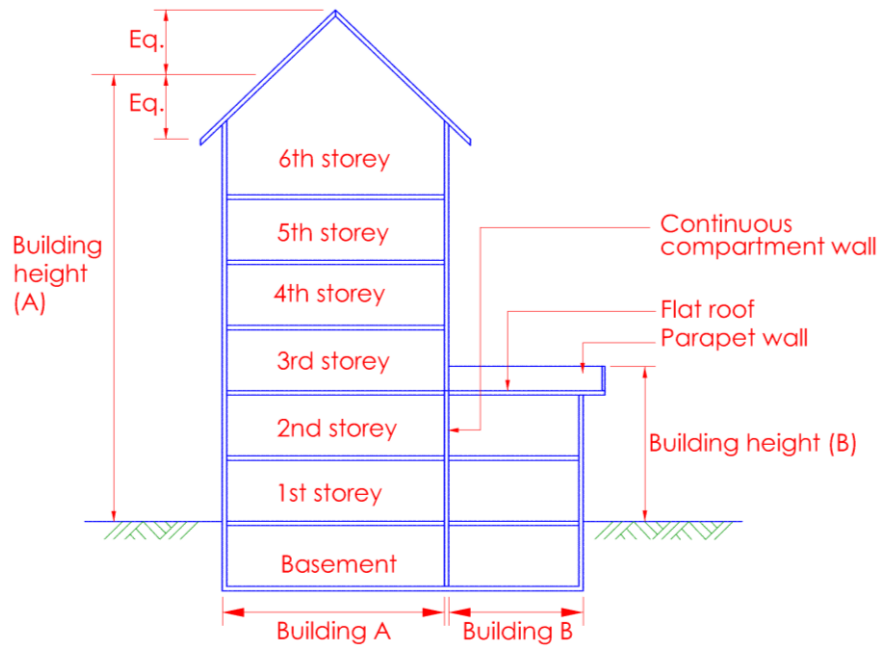 Eq.
Eq.
6th storey
5th storey
Continuous
compartment wall
Building
height
(A)
4th storey
Flat roof
Parapet wall
3rd storey
2nd storey
Building height (B)
1st storey
Basement
Building A
Building B